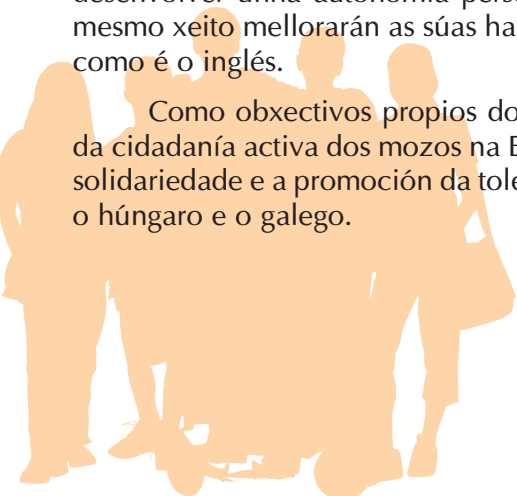 mesmo xeito mellorarán as súas ha
como é o inglés.
Como obxectivos propios do
da cidadanía activa dos mozos na E
solidariedade e a promoción da tole
o húngaro e o galego.